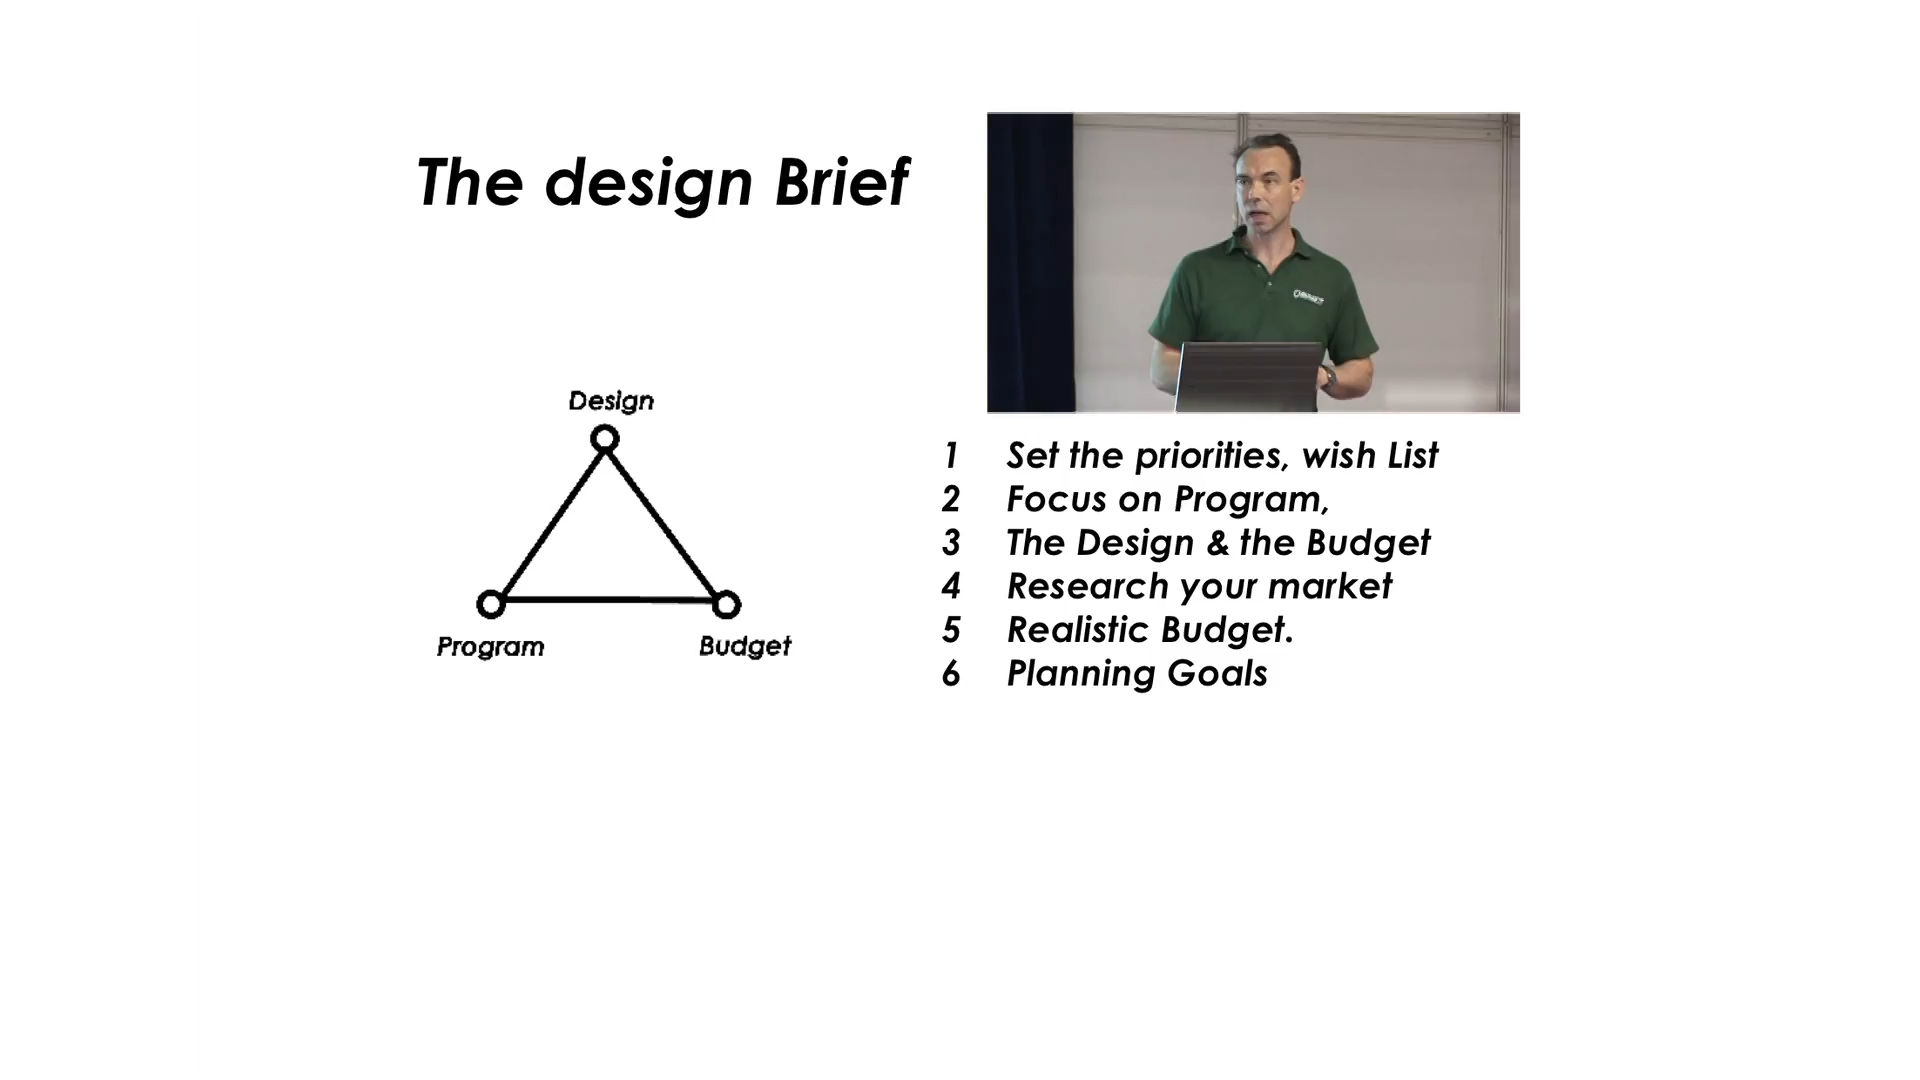 The design Brief
Design
Program
Budget
1 Set the priorities, wish List
2 Focus on Program,
3 The Design & the Budget
4 Research your market
5 Realistic Budget.
6 Planning Goals